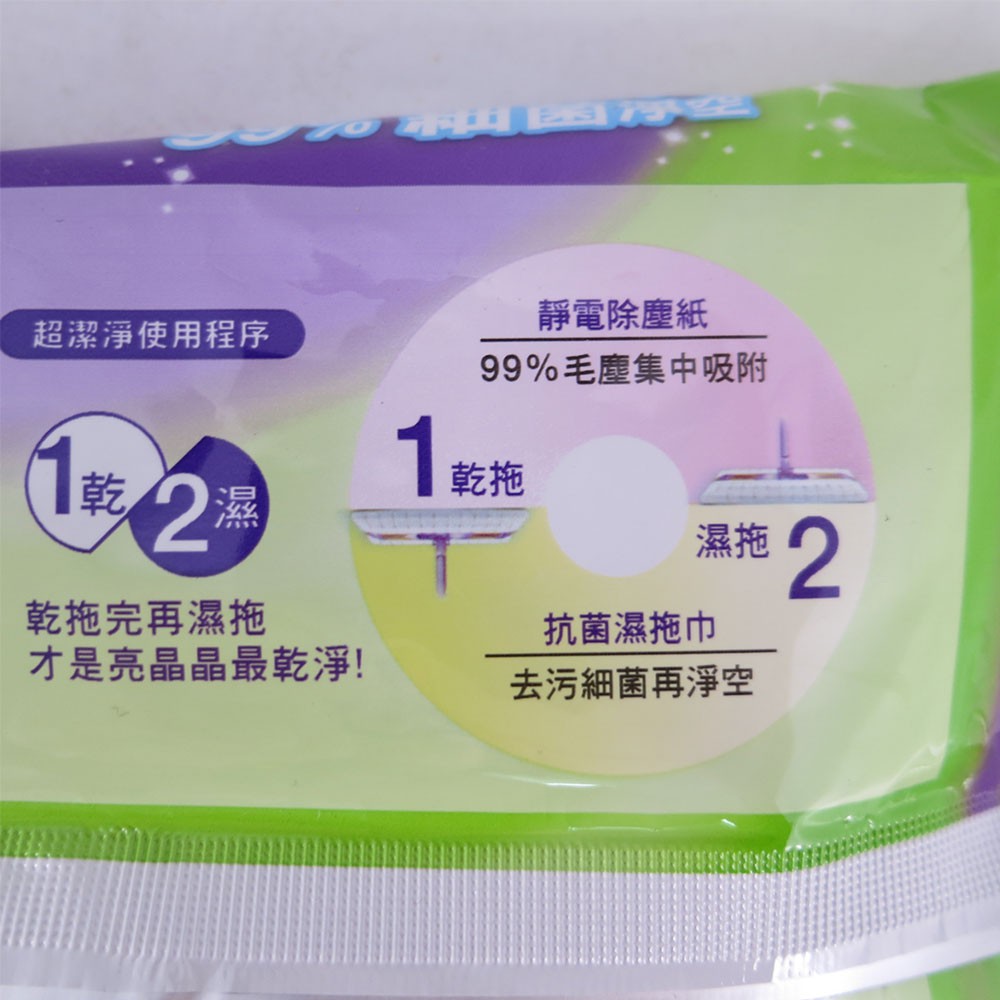 99%細菌淨空
超潔淨使用程序
1乾
2濕
乾拖完再濕拖
才是亮晶晶最乾淨!
靜電除塵紙
99%毛塵集中吸附
1乾拖
濕拖2
抗菌濕拖巾
去污細菌再淨空